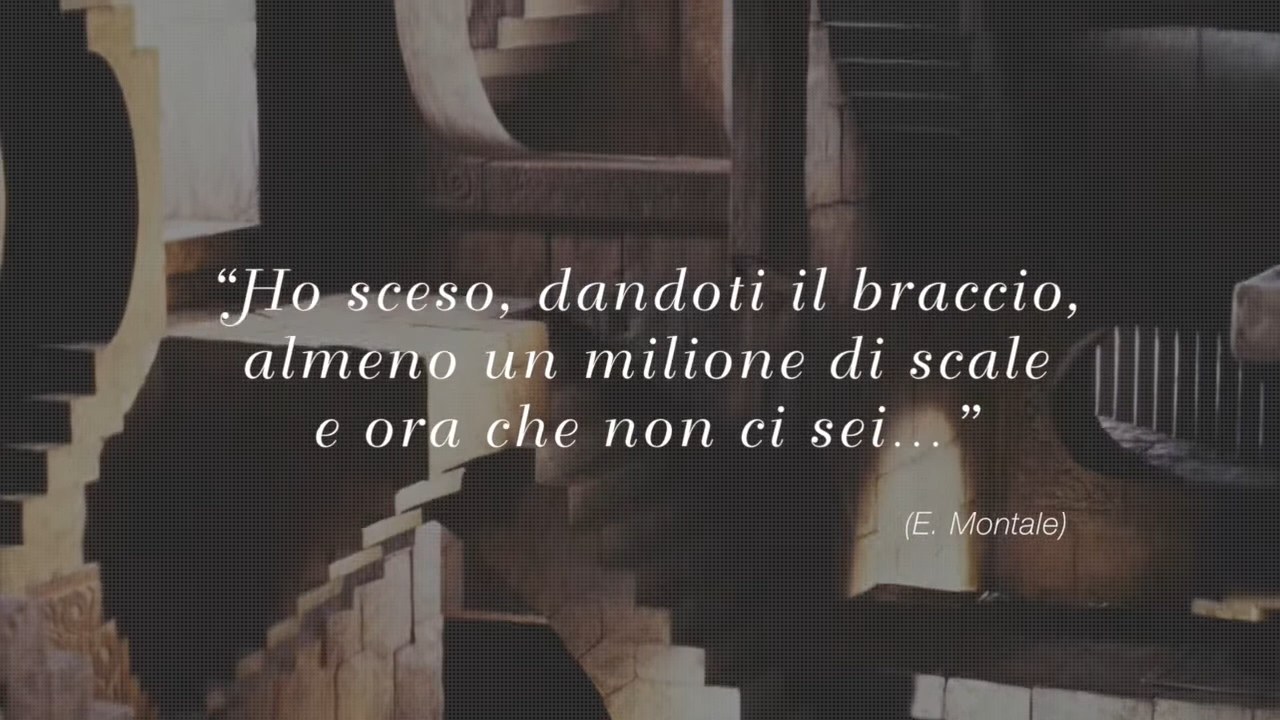 “Ho sceso, dandoti il braccio,
almeno un milione di scale
e ora che non ci sei...”
(E. Montale)